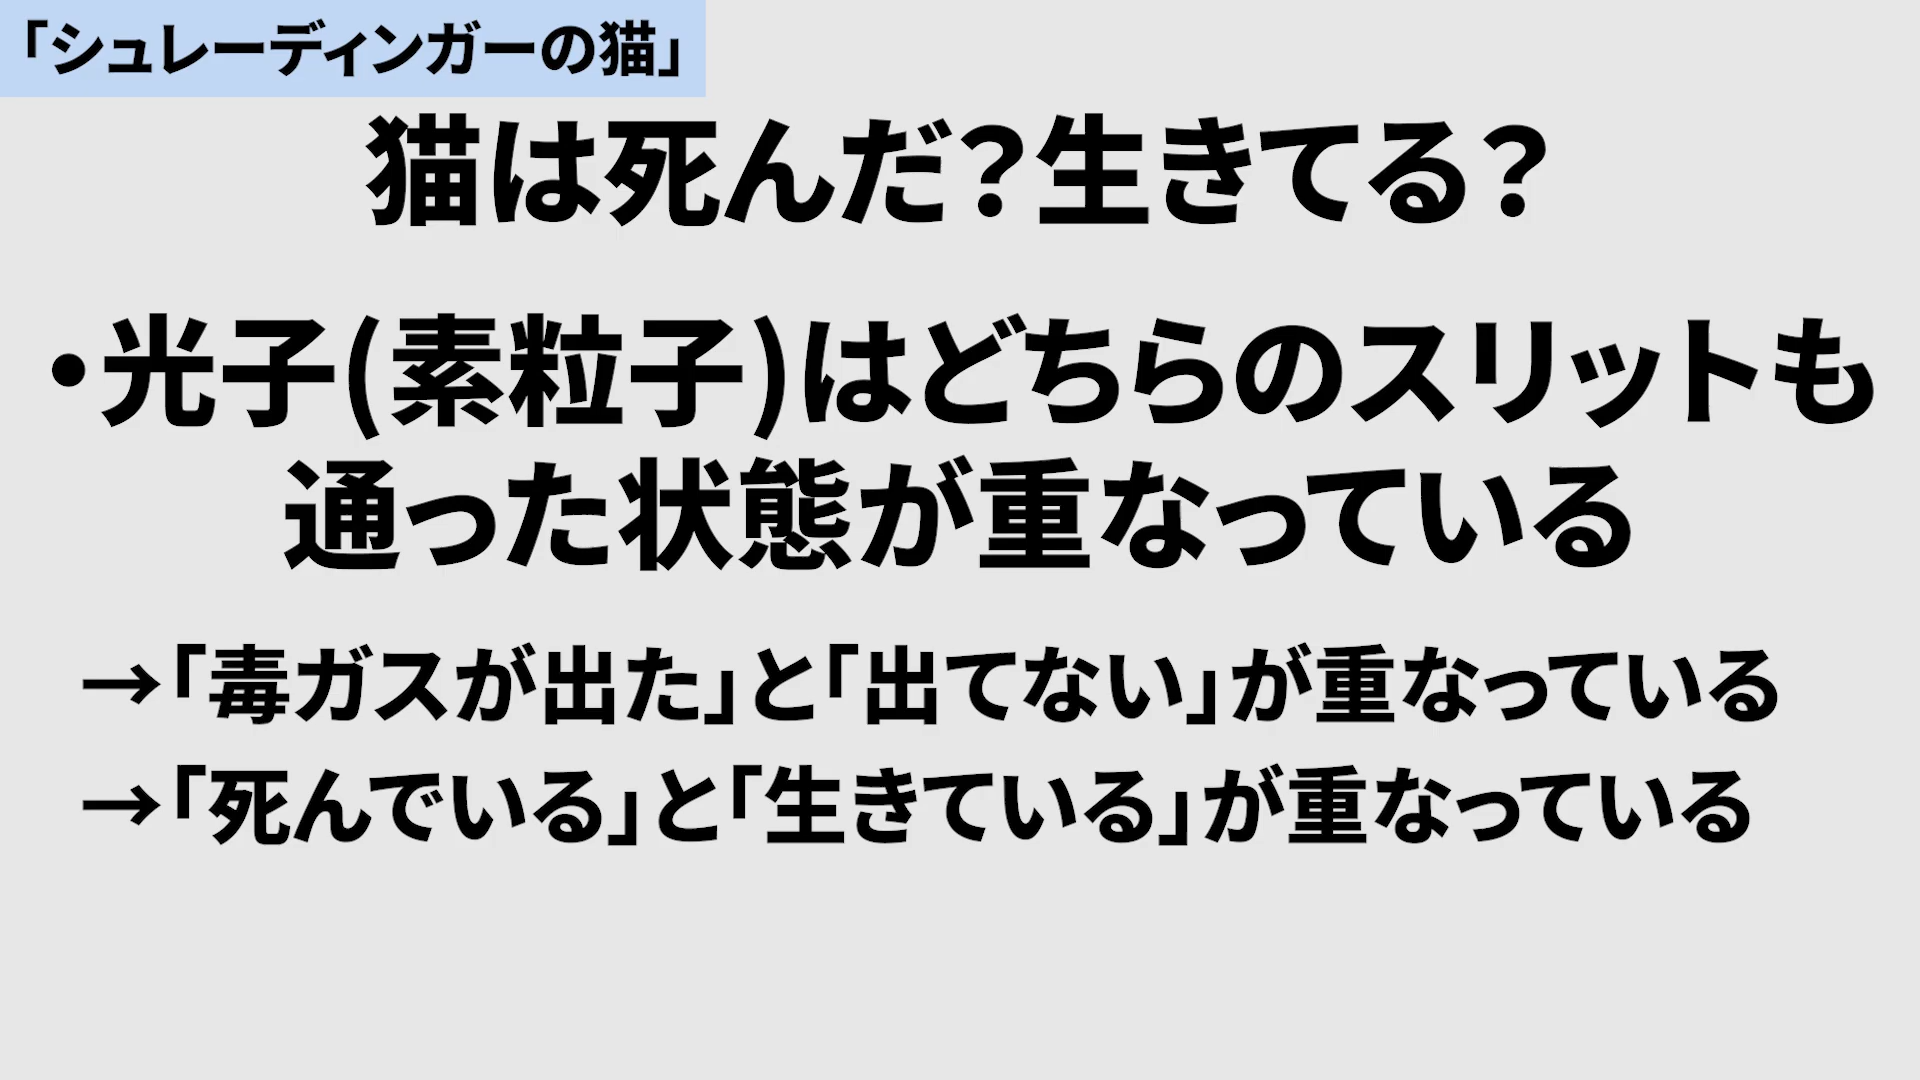 「シュレーディンガーの猫」
猫は死んだ？生きてる？
・光子(素粒子)はどちらのスリットも
通った状態が重なっている
→「毒ガスが出た」と「出てない」が重なっている
→「死んでいる」と「生きている」が重なっている